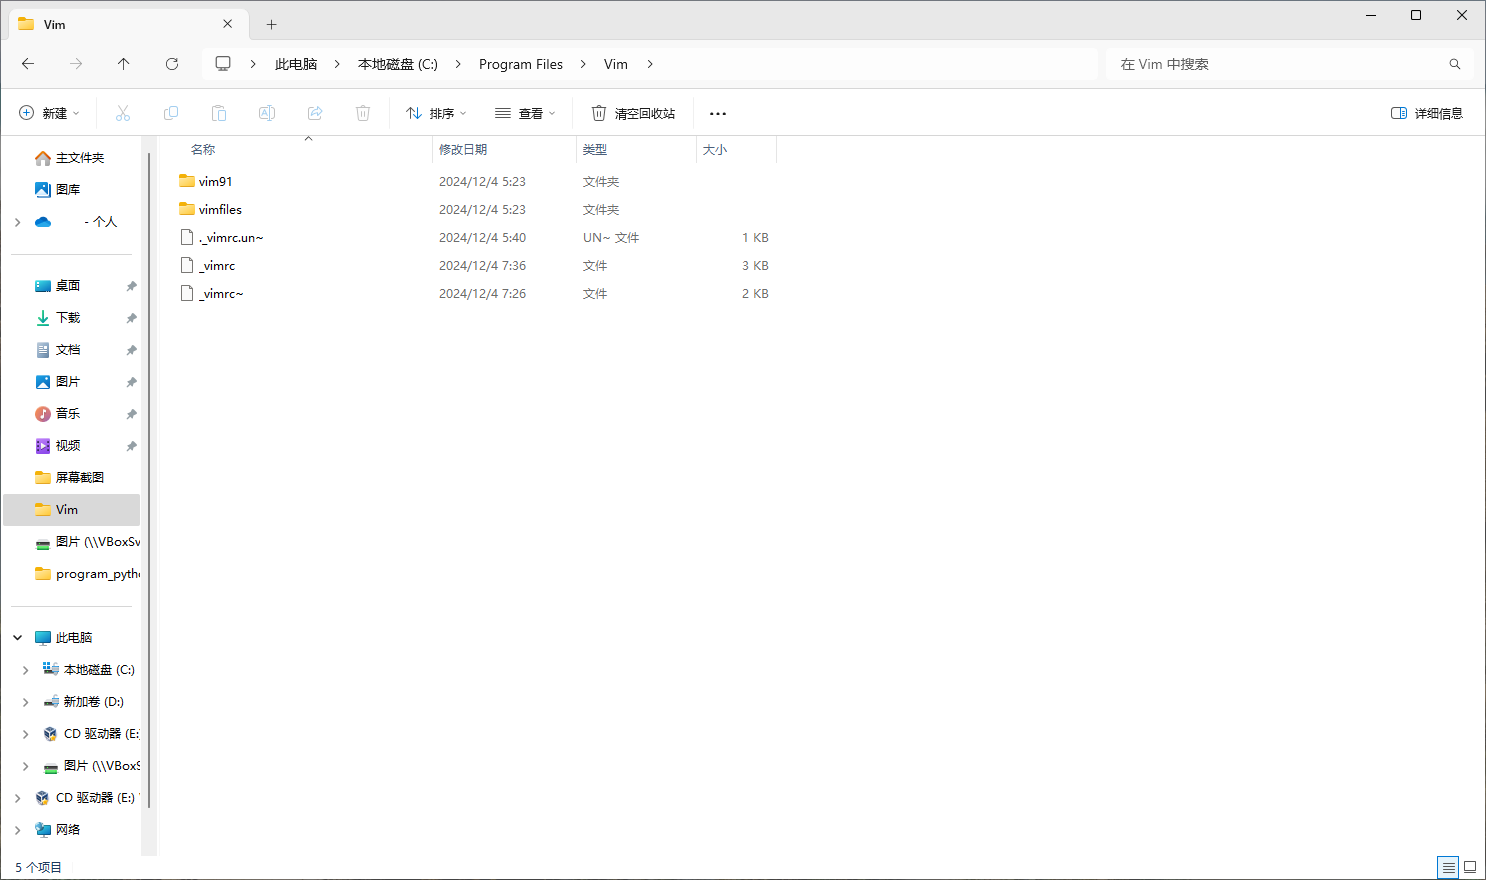 Vim
此电脑 本地磁盘 (C:) Program Files Vim
在 Vim 中搜索
新建 排序 查看 清空回收站 详细信息
主文件夹
图库
- 个人
桌面
下载
文档
图片
音乐
视频
屏幕截图
Vim
图片 (\\VBoxSv
program_pytho
此电脑
本地磁盘 (C:)
新加卷 (D:)
CD 驱动器 (E:
图片 (\\VBoxS
CD 驱动器 (E:)
网络
名称 修改日期 类型 大小
vim91 2024/12/4 5:23 文件夹
vimfiles 2024/12/4 5:23 文件夹
._vimrc.un~ 2024/12/4 5:40 UN~ 文件 1 KB
_vimrc 2024/12/4 7:36 文件 3 KB
_vimrc~ 2024/12/4 7:26 文件 2 KB
5 个项目